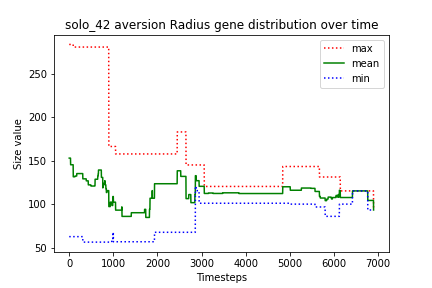 solo_42 aversion Radius gene distribution over time
max
mean
min
Size value
250
200
150
100
50
0
1000
2000
3000
4000
5000
6000
7000
Timesteps